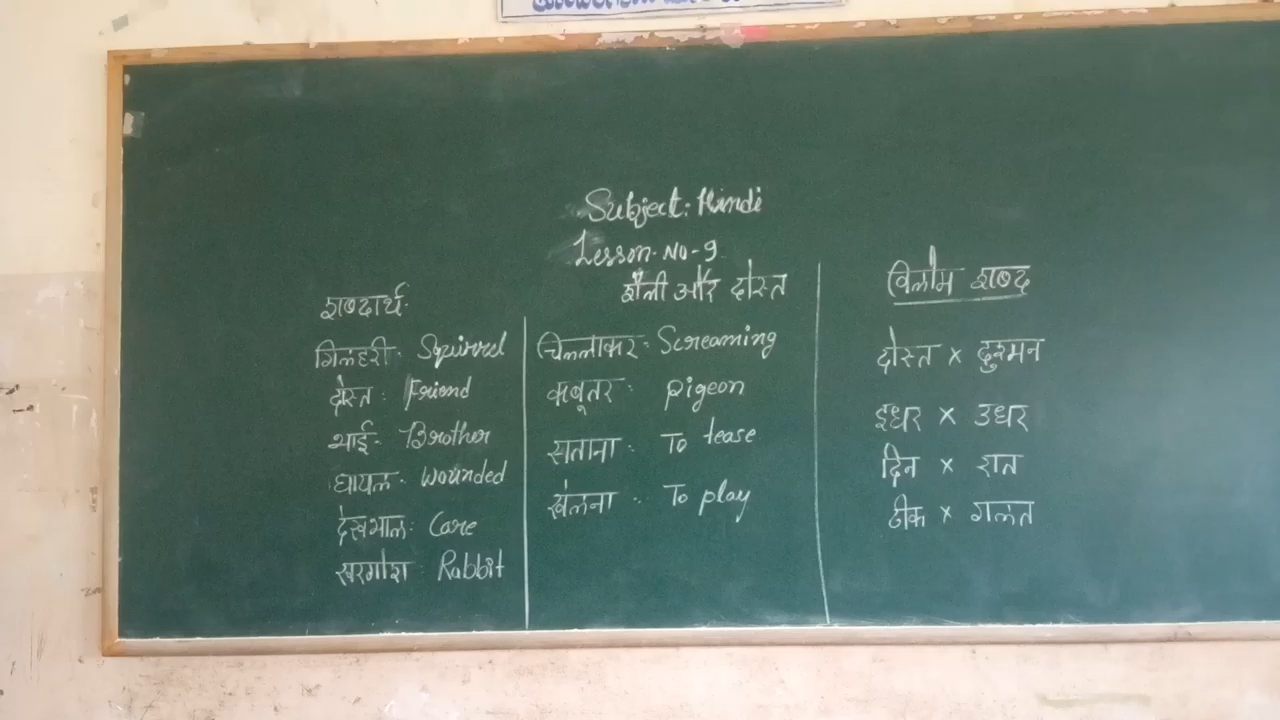 Subject: Hindi
Lesson-No-9
शैली और दोस्त
शब्दार्थ
गिलहरी: Squirrel
दोस्त: Friend
भाई: Brother
घायल: Wounded
देखभाल: Care
खरगोश: Rabbit
चिल्लाकर: Screaming
कबूतर: pigeon
सताना: To tease
खेलना: To play
विलोम शब्द
दोस्त × दुश्मन
इधर × उधर
दिन × रात
ठीक × गलत